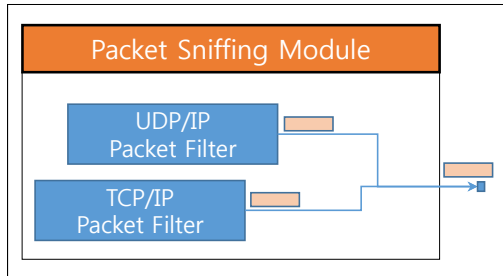 Packet Sniffing Module
UDP/IP
Packet Filter
TCP/IP
Packet Filter